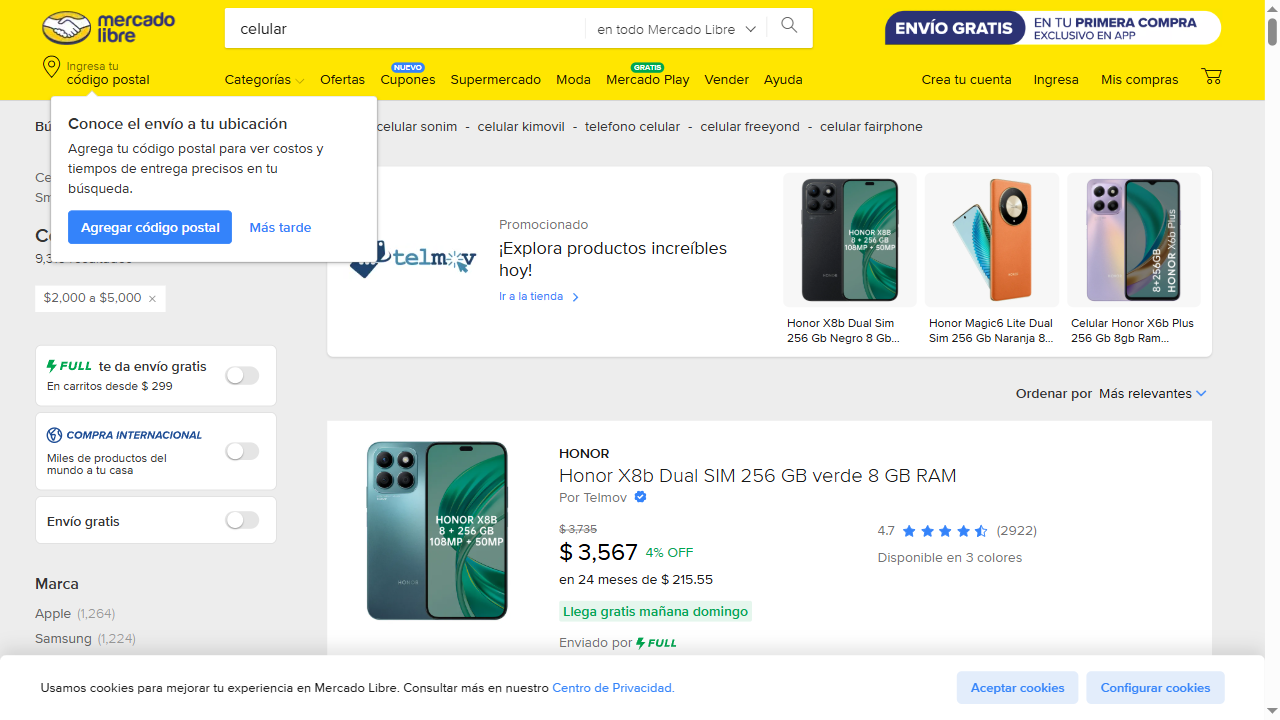 mercado
libre
celular
en todo Mercado Libre
ENVÍO GRATIS
EN TU PRIMERA COMPRA
EXCLUSIVO EN APP
Ingresa tu
código postal
Categorías
Ofertas
NUEVO
Cupones
Supermercado
Moda
GRATIS
Mercado Play
Vender
Ayuda
Crea tu cuenta
Ingresa
Mis compras
celular sonim - celular kimovil - telefono celular - celular freeyond - celular fairphone
Conoce el envío a tu ubicación
Agrega tu código postal para ver costos y
tiempos de entrega precisos en tu
búsqueda.
Agregar código postal
Más tarde
$2,000 a $5,000 ×
FULL te da envío gratis
En carritos desde $ 299
COMPRA INTERNACIONAL
Miles de productos del
mundo a tu casa
Envío gratis
Marca
Apple (1,264)
Samsung (1,224)
telmov
Promocionado
¡Explora productos increíbles
hoy!
Ir a la tienda
HONOR X8B
8 + 256 GB
108MP + 50MP
Honor X8b Dual Sim
256 Gb Negro 8 Gb...
Honor Magic6 Lite Dual
Sim 256 Gb Naranja 8...
8+256GB
HONOR X6b Plus
Celular Honor X6b Plus
256 Gb 8gb Ram...
Ordenar por Más relevantes
HONOR X8B
8 + 256 GB
108MP + 50MP
HONOR
Honor X8b Dual SIM 256 GB verde 8 GB RAM
Por Telmov
$ 3,735
$ 3,567 4% OFF
en 24 meses de $ 215.55
Llega gratis mañana domingo
Enviado por FULL
4.7 (2922)
Disponible en 3 colores
Usamos cookies para mejorar tu experiencia en Mercado Libre. Consultar más en nuestro Centro de Privacidad.
Aceptar cookies
Configurar cookies